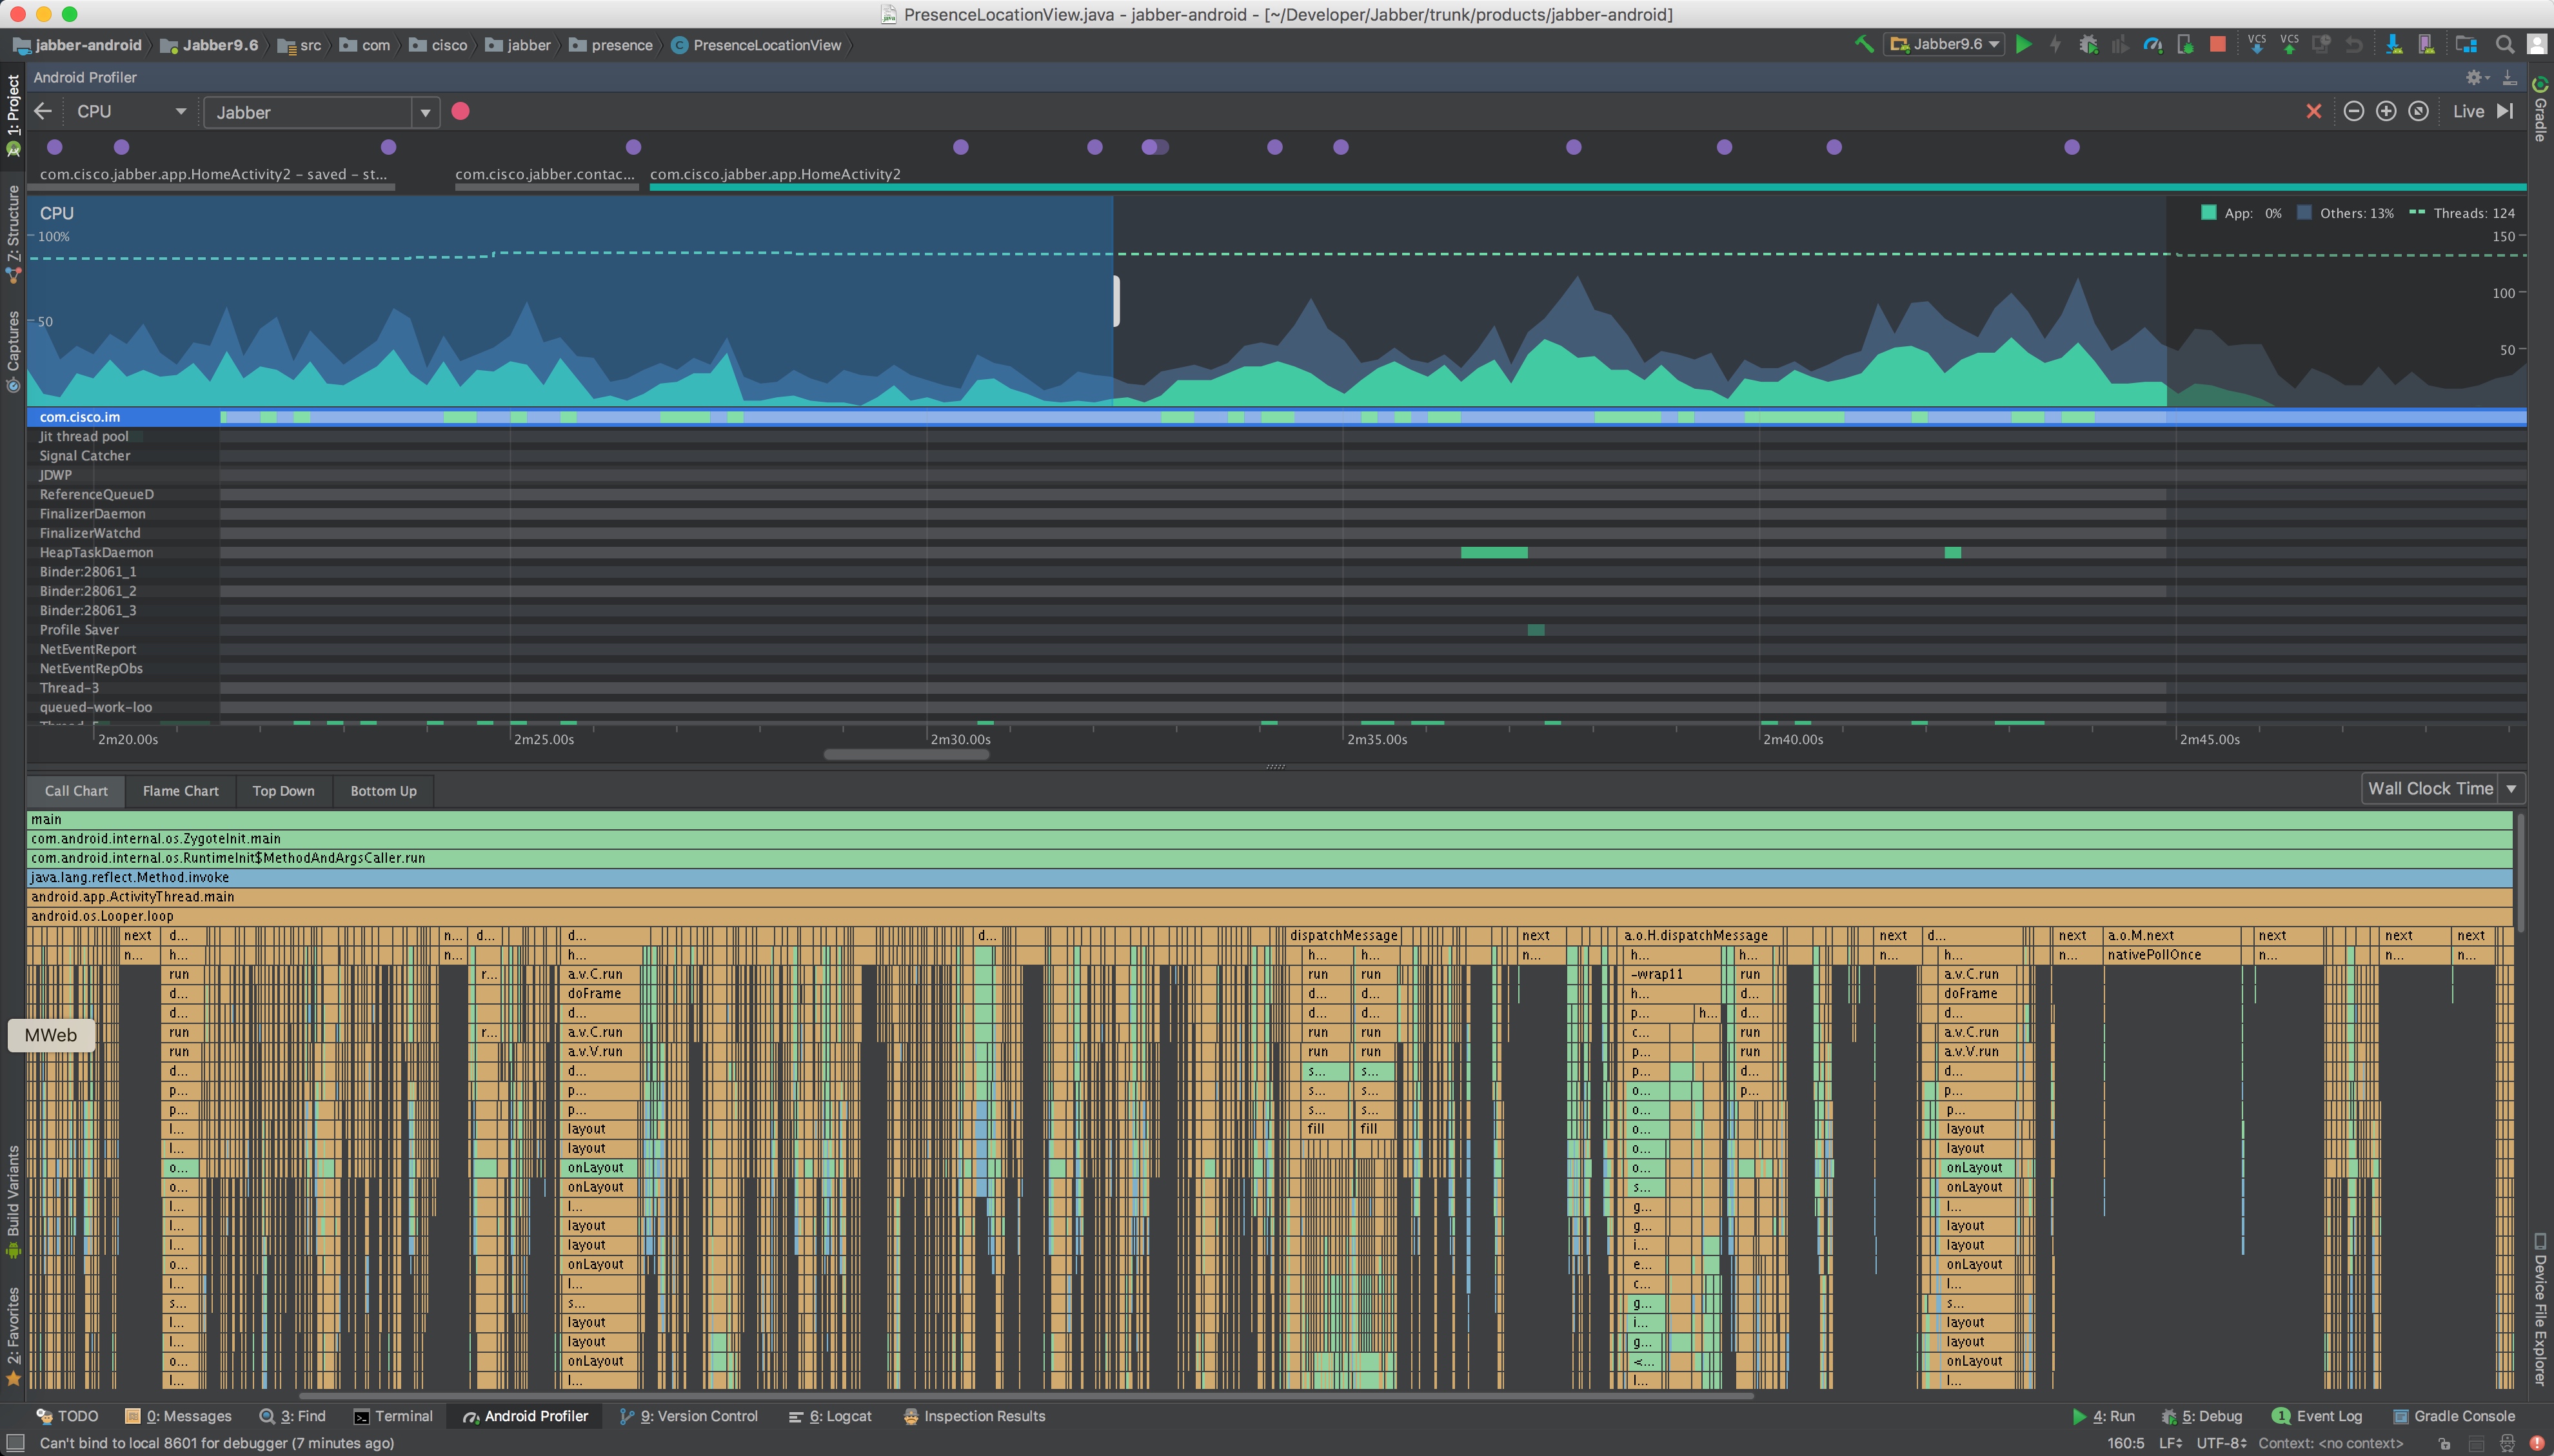 PresenceLocationView.java - jabber-android - [~/Developer/Jabber/trunk/products/jabber-android]
jabber-android Jabber9.6 src com cisco jabber presence PresenceLocationView Jabber9.6 VCS VCS
Android Profiler
CPU Jabber Live
com.cisco.jabber.app.HomeActivity2 – saved – st... com.cisco.jabber.contac... com.cisco.jabber.app.HomeActivity2
CPU App: 0% Others: 13% Threads: 124
100% 150
100
50 50
com.cisco.im
Jit thread pool
Signal Catcher
JDWP
ReferenceQueueD
FinalizerDaemon
FinalizerWatchd
HeapTaskDaemon
Binder:28061_1
Binder:28061_2
Binder:28061_3
Profile Saver
NetEventReport
NetEventRepObs
Thread-3
queued-work-loo
2m20.00s 2m25.00s 2m30.00s 2m35.00s 2m40.00s 2m45.00s
Call Chart Flame Chart Top Down Bottom Up Wall Clock Time
main
com.android.internal.os.ZygoteInit.main
com.android.internal.os.RuntimeInit$MethodAndArgsCaller.run
java.lang.reflect.Method.invoke
android.app.ActivityThread.main
android.os.Looper.loop
next d... n... d... d... d... dispatchMessage next a.o.H.dispatchMessage next d... next a.o.M.next next next next
n... h... n... h... h... h... n... h... h... n... h... n... nativePollOnce n... n... n...
run r... a.v.C.run run run -wrap11 run a.v.C.run
d... doFrame d... d... h... d... doFrame
d... d... d... d... p... h... d... d...
run r... a.v.C.run run run c... run a.v.C.run
run a.v.V.run run run p... run a.v.V.run
d... d... s... s... p... d... d...
p... p... s... s... o... p... p...
p... p... s... s... o... p...
l... layout fill fill o... layout
l... layout o... layout
o... onLayout o... onLayout
o... onLayout s... onLayout
l... l... g... l...
l... layout g... layout
l... layout i... layout
o... onLayout e... onLayout
l... l... c... l...
s... s... g... s...
l... layout i... layout
l... layout g... layout
o... onLayout <... onLayout
l... l... l... l...
1: Project
Z: Structure
Captures
MWeb
Build Variants
2: Favorites
Gradle
Device File Explorer
TODO 0: Messages 3: Find Terminal Android Profiler 9: Version Control 6: Logcat Inspection Results 4: Run 5: Debug 1 Event Log Gradle Console
Can't bind to local 8601 for debugger (7 minutes ago) 160:5 LF UTF-8 Context: <no context>